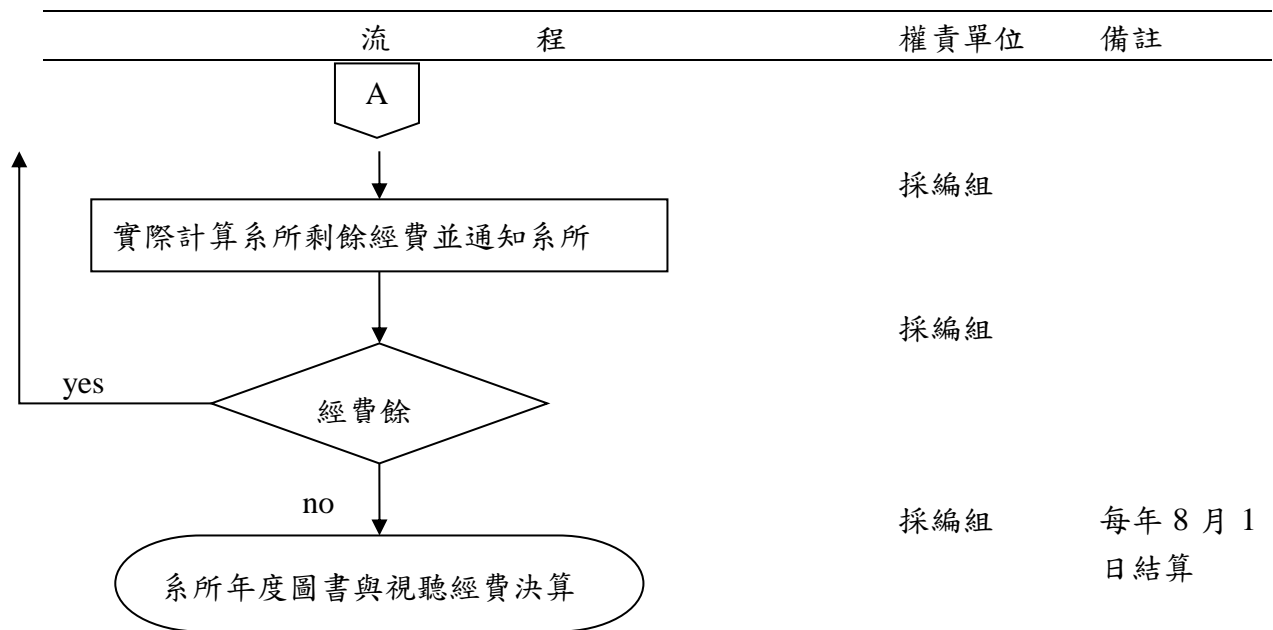 流 程 權責單位 備註
A
採編組
實際計算系所剩餘經費並通知系所
採編組
yes
經費餘
no
採編組 每年 8 月 1
日結算
系所年度圖書與視聽經費決算